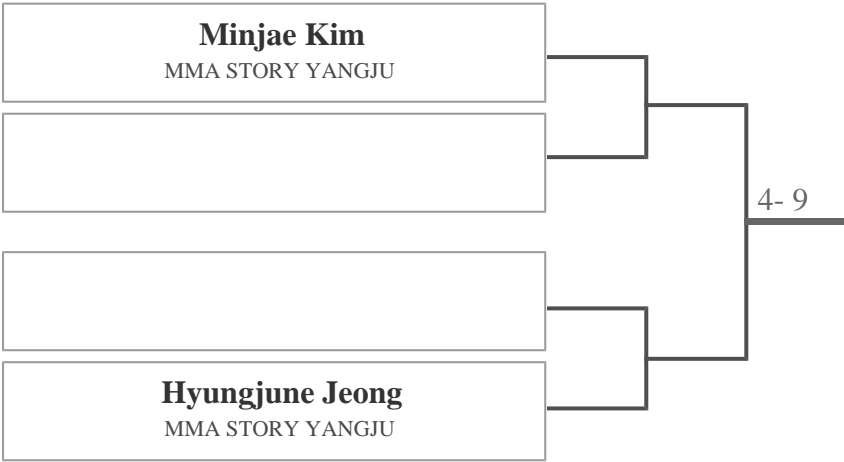 Minjae Kim
MMA STORY YANGJU
4- 9
Hyungjune Jeong
MMA STORY YANGJU